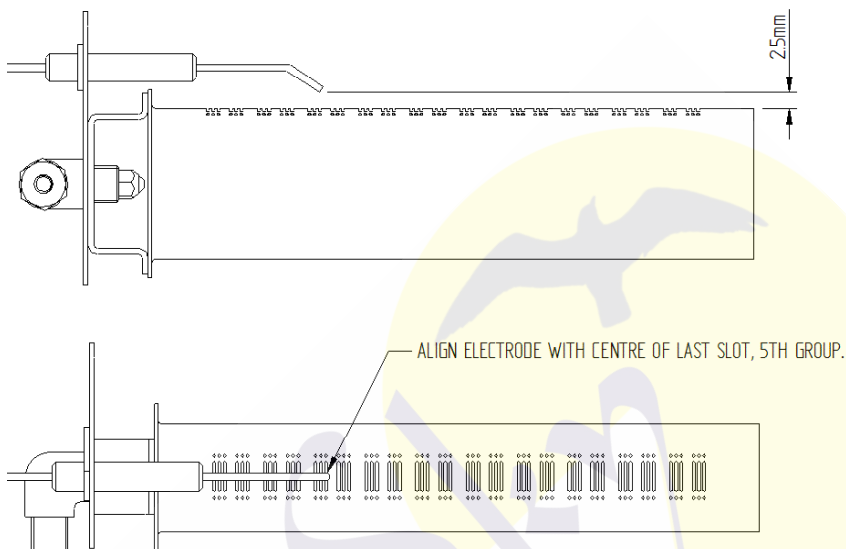 2.5mm
ALIGN ELECTRODE WITH CENTRE OF LAST SLOT, 5TH GROUP.